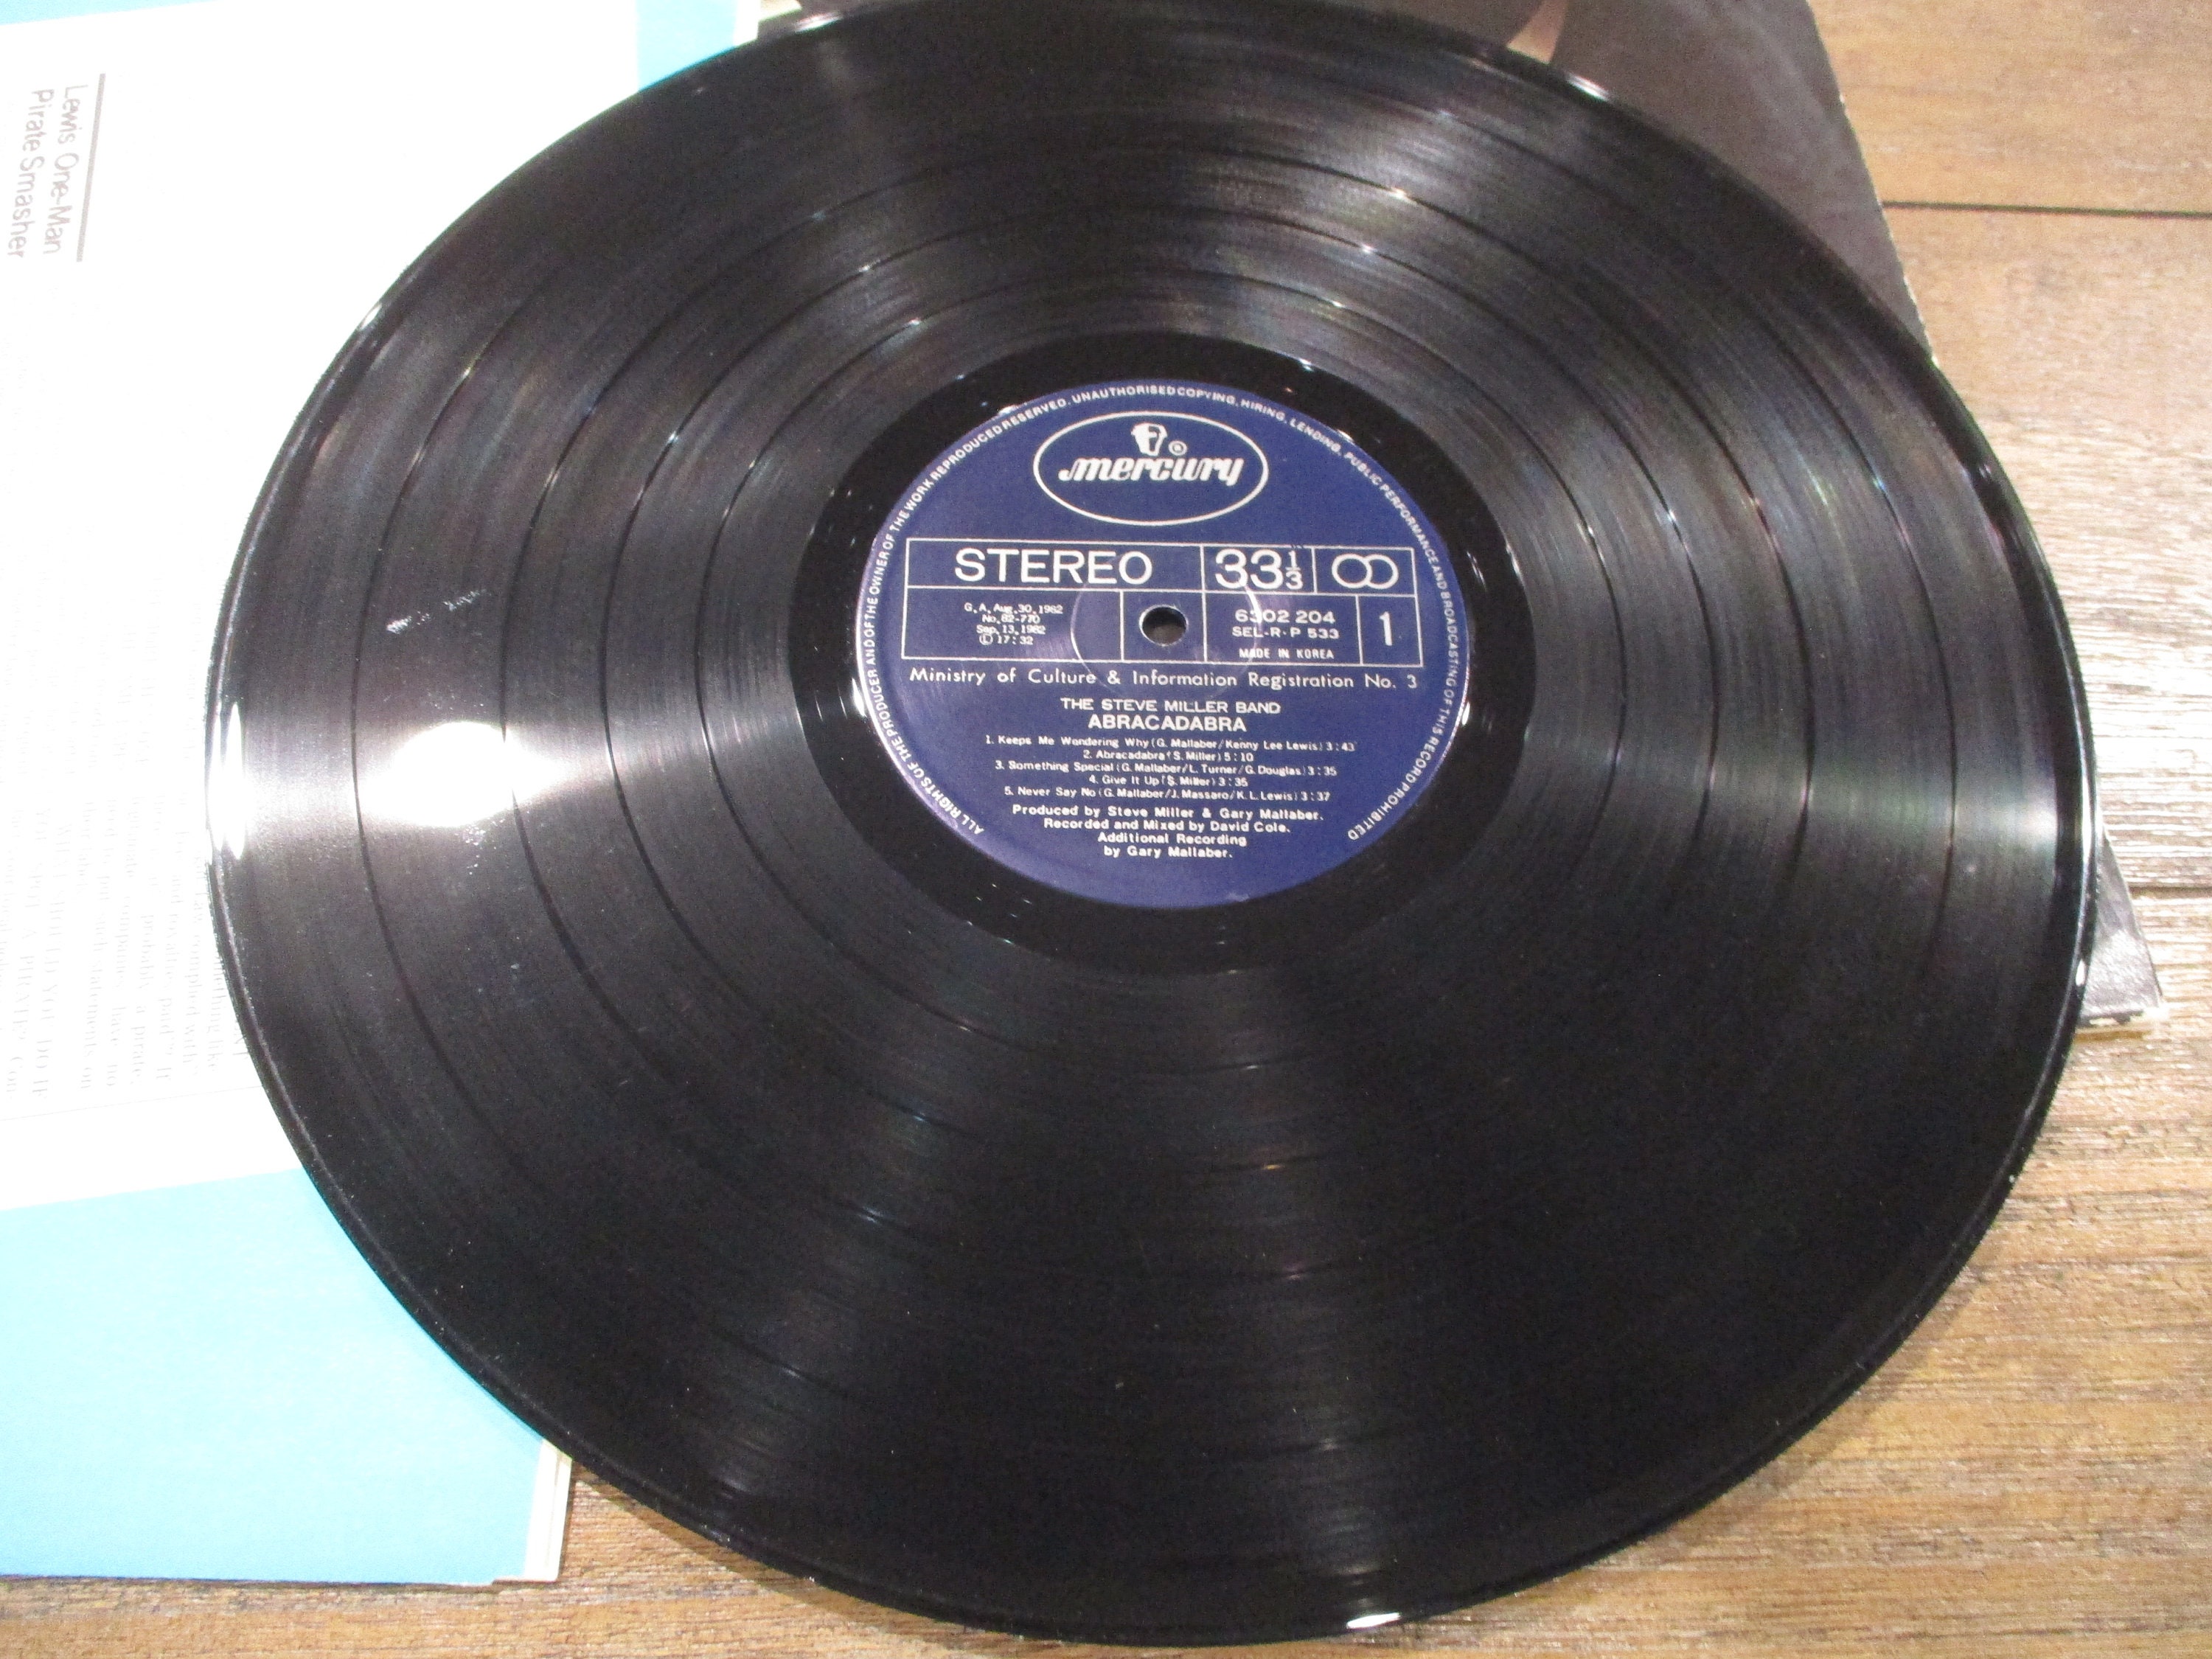 Lewis One-Man
Pirate Smasher
ALL RIGHTS OF THE PRODUCER AND OF THE OWNER OF THE WORK REPRODUCED RESERVED. UNAUTHORISED COPYING, HIRING, LENDING, PUBLIC PERFORMANCE AND BROADCASTING OF THIS RECORD PROHIBITED
mercury ®
STEREO 33⅓
G.A. Aug.30.1982
No.82-770
Sep.13.1982
Ⓛ 17:32
6302 204
SEL-R·P 533
MADE IN KOREA
1
Ministry of Culture & Information Registration No. 3
THE STEVE MILLER BAND
ABRACADABRA
1. Keeps Me Wondering Why (G. Mallaber/Kenny Lee Lewis) 3:43
2. Abracadabra (S. Miller) 5:10
3. Something Special (G. Mallaber/L. Turner/G. Douglas) 3:35
4. Give It Up (S. Miller) 3:35
5. Never Say No (G. Mallaber/J. Massaro/K. L. Lewis) 3:37
Produced by Steve Miller & Gary Mallaber.
Recorded and Mixed by David Cole.
Additional Recording
by Gary Mallaber.